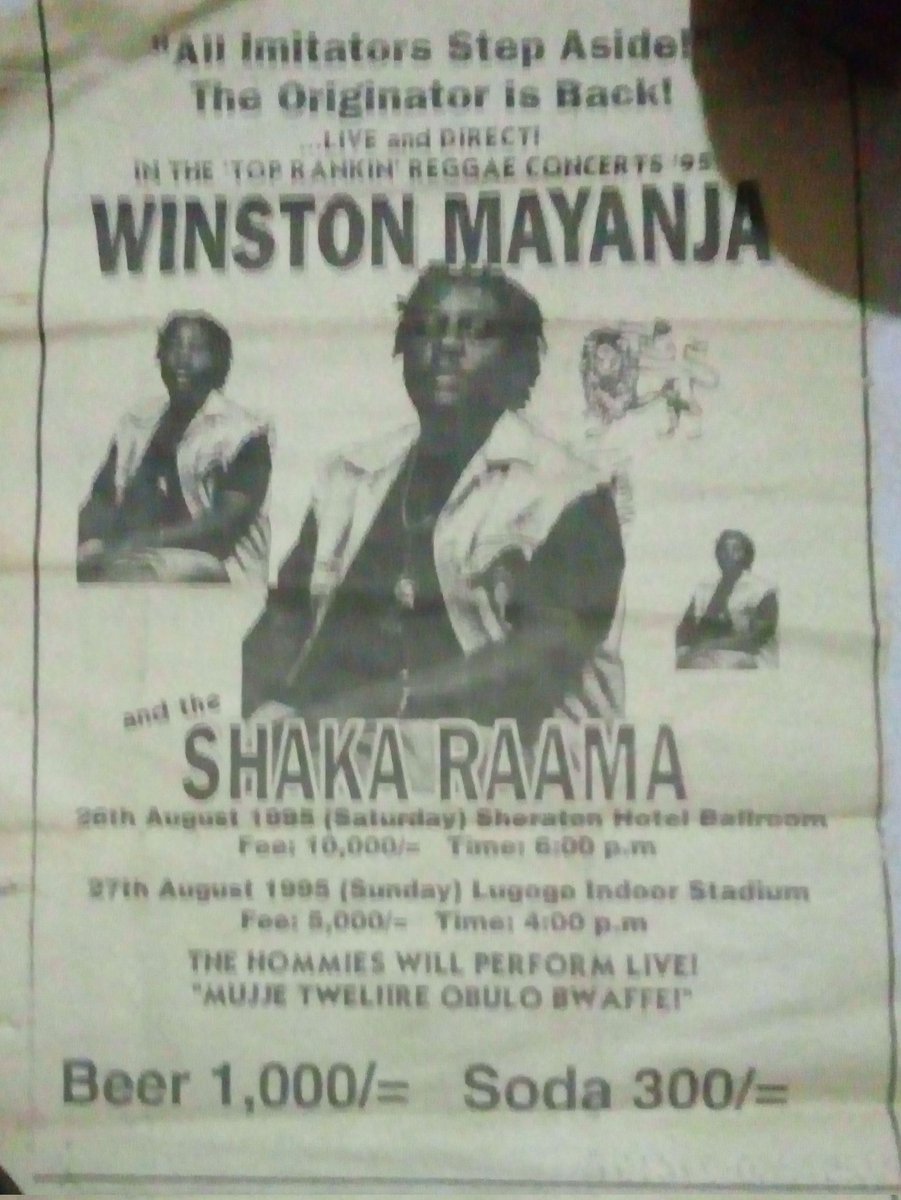 "All Imitators Step Aside!"
The Originator is Back!
...LIVE and DIRECT!
IN THE 'TOP RANKIN' REGGAE CONCERTS '95
WINSTON MAYANJA
and the
SHAKA RAAMA
26th August 1995 (Saturday) Sheraton Hotel Ballroom
Fee: 10,000/= Time: 6:00 p.m
27th August 1995 (Sunday) Lugogo Indoor Stadium
Fee: 5,000/= Time: 4:00 p.m
THE HOMMIES WILL PERFORM LIVE!
"MUJJE TWELIIRE OBULO BWAFFE!"
Beer 1,000/= Soda 300/=